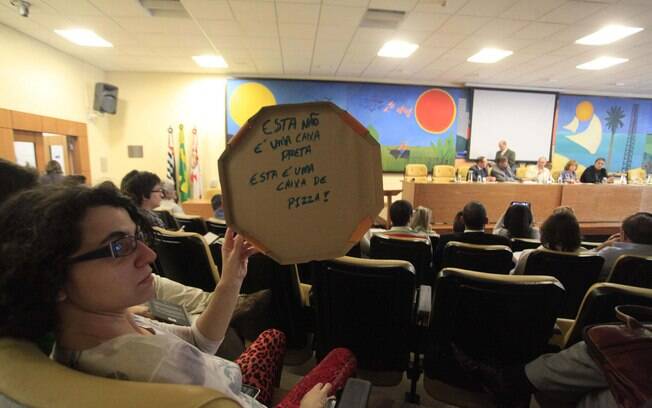 ESTA NÃO
É UMA CAIXA
PRETA
ESTA É UMA
CAIXA DE
PIZZA!